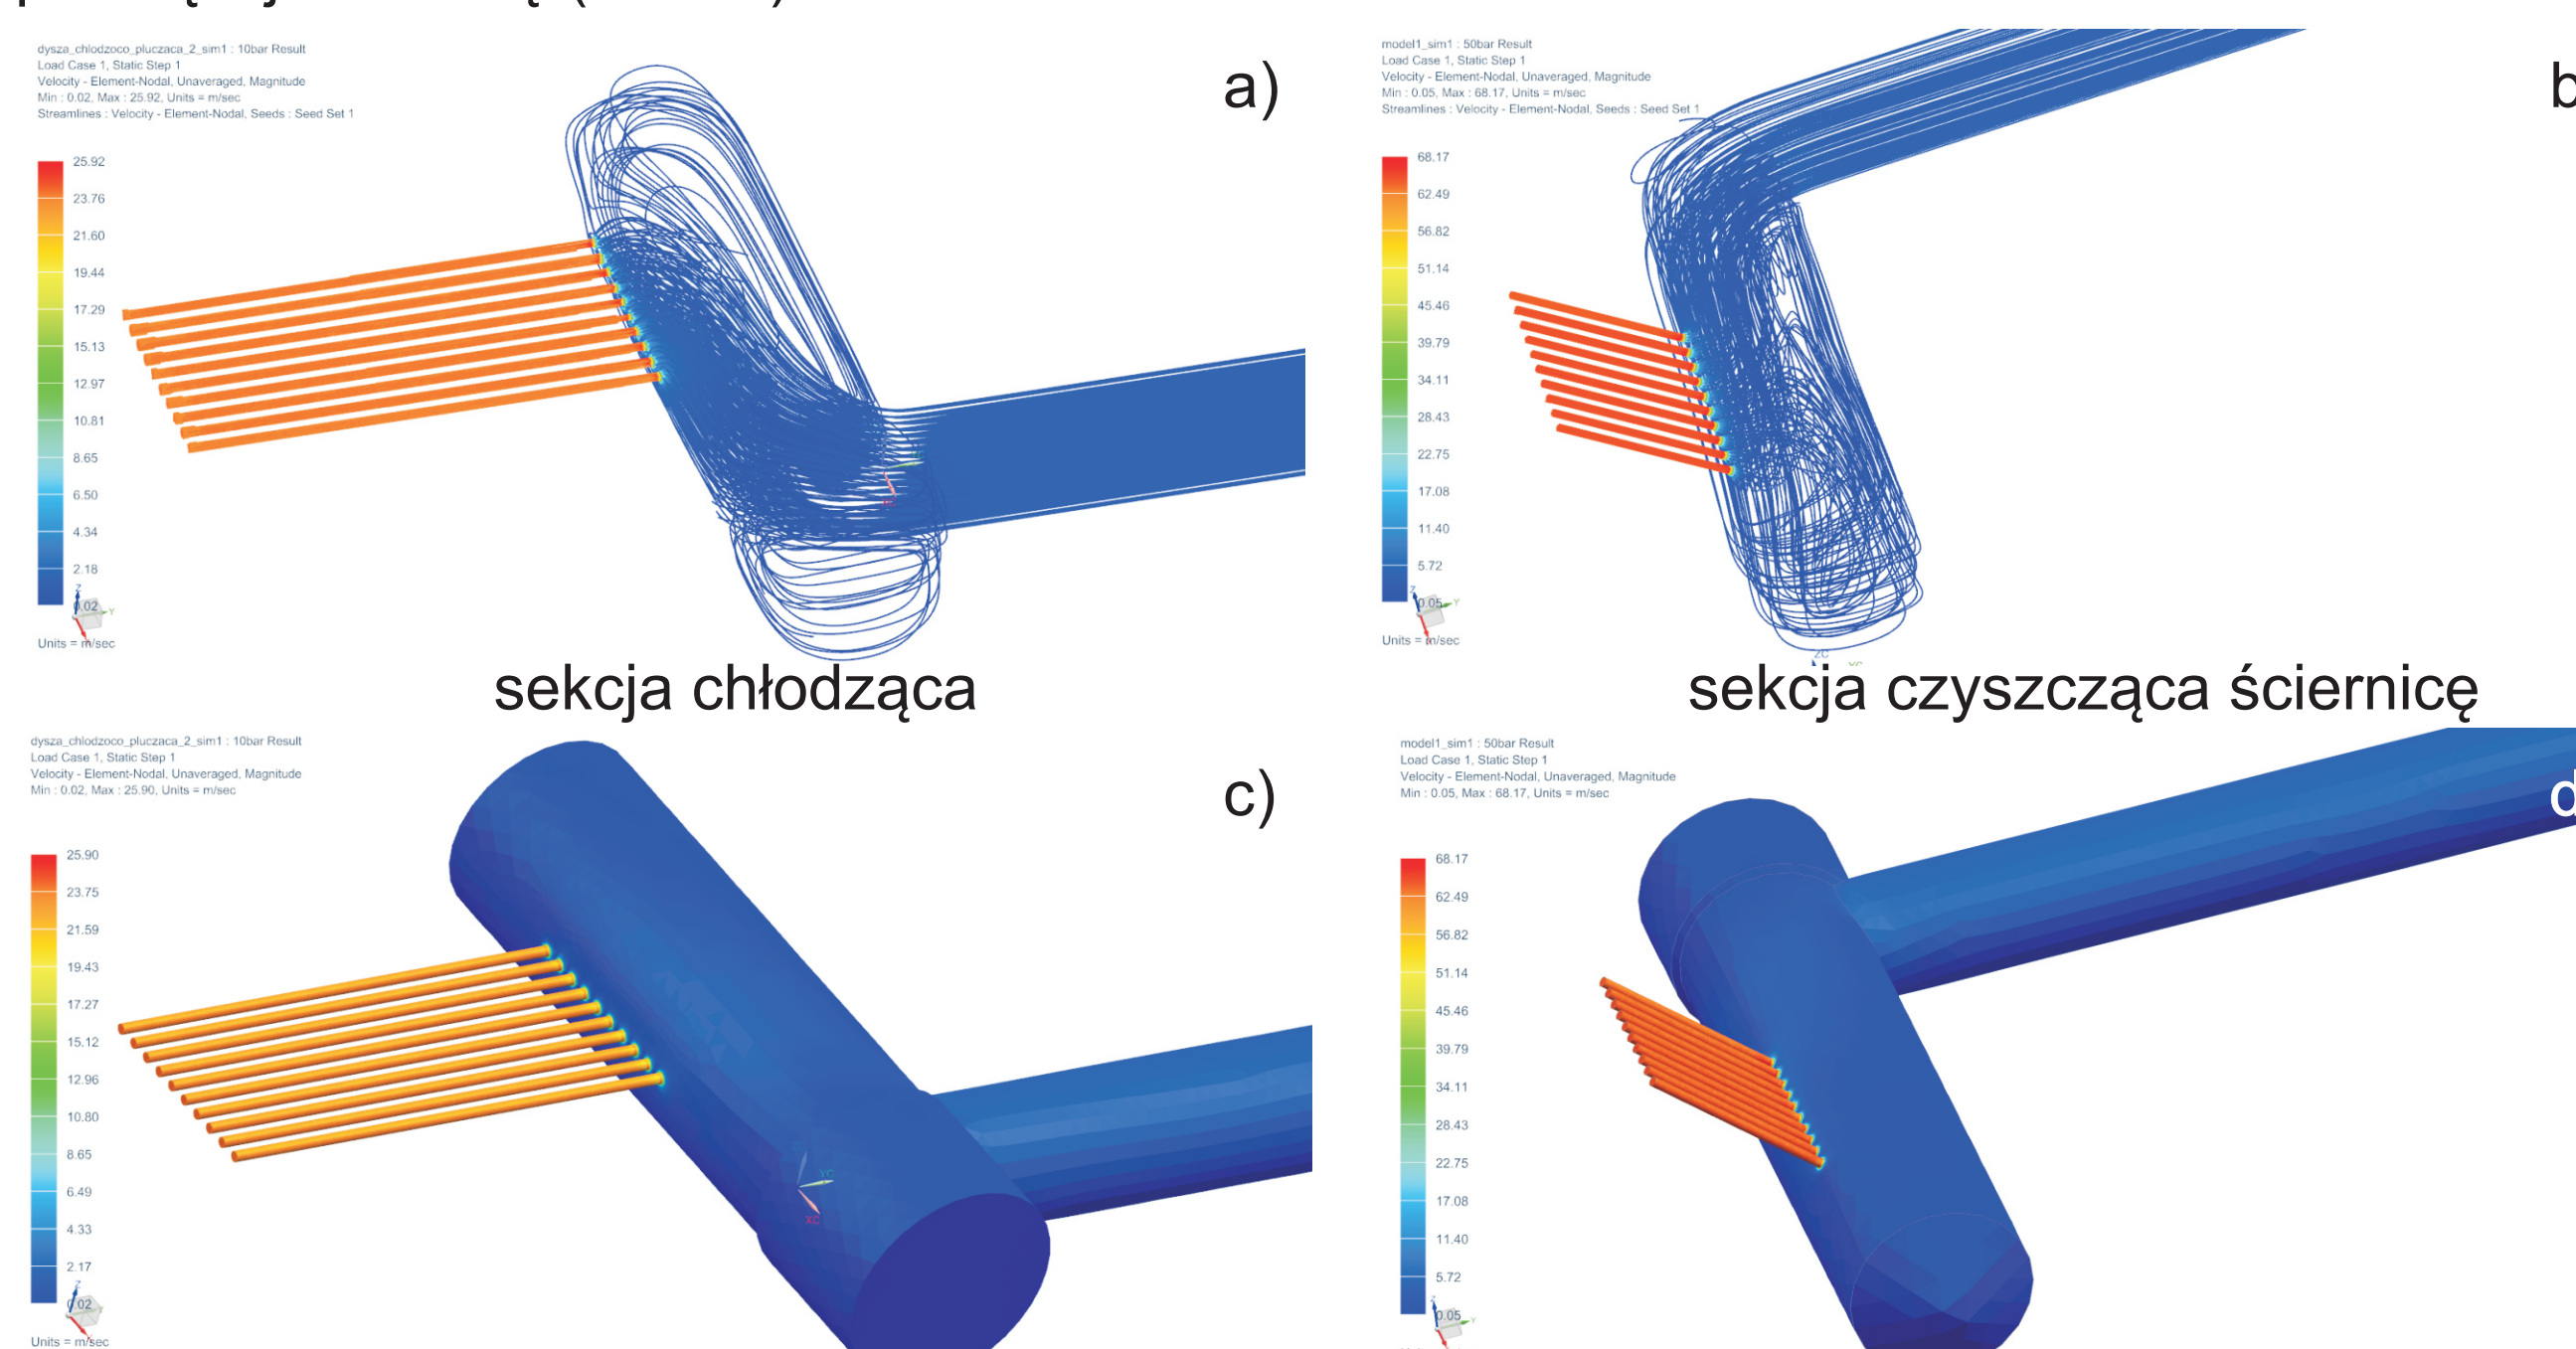 dysza_chlodzoco_pluczaca_2_sim1 : 10bar Result
Load Case 1, Static Step 1
Velocity - Element-Nodal, Unaveraged, Magnitude
Min : 0.02, Max : 25.92, Units = m/sec
Streamlines : Velocity - Element-Nodal, Seeds : Seed Set 1
a)
25.92
23.76
21.60
19.44
17.29
15.13
12.97
10.81
8.65
6.50
4.34
2.18
0.02
Z
Y
Units = m/sec
sekcja chłodząca
model1_sim1 : 50bar Result
Load Case 1, Static Step 1
Velocity - Element-Nodal, Unaveraged, Magnitude
Min : 0.05, Max : 68.17, Units = m/sec
Streamlines : Velocity - Element-Nodal, Seeds : Seed Set 1
b
68.17
62.49
56.82
51.14
45.46
39.79
34.11
28.43
22.75
17.08
11.40
5.72
0.05
Z
Y
Units = m/sec
ZC
YC
sekcja czyszcząca ściernicę
dysza_chlodzoco_pluczaca_2_sim1 : 10bar Result
Load Case 1, Static Step 1
Velocity - Element-Nodal, Unaveraged, Magnitude
Min : 0.02, Max : 25.90, Units = m/sec
c)
25.90
23.75
21.59
19.43
17.27
15.12
12.96
10.80
8.65
6.49
4.33
2.17
0.02
Z
Units = m/sec
YC
XC
model1_sim1 : 50bar Result
Load Case 1, Static Step 1
Velocity - Element-Nodal, Unaveraged, Magnitude
Min : 0.05, Max : 68.17, Units = m/sec
d
68.17
62.49
56.82
51.14
45.46
39.79
34.11
28.43
22.75
17.08
11.40
5.72
0.05
Z
Y